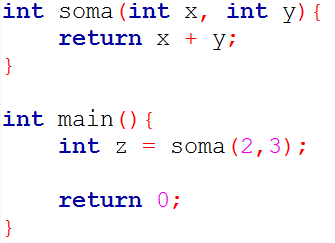 int soma(int x, int y){
    return x + y;
}

int main(){
    int z = soma(2,3);

    return 0;
}